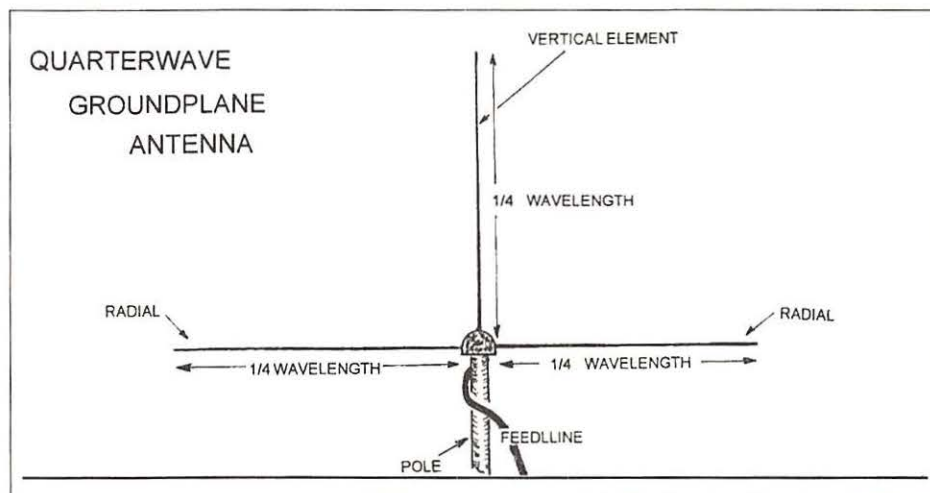 QUARTERWAVE
GROUNDPLANE
ANTENNA
VERTICAL ELEMENT
1/4 WAVELENGTH
RADIAL
RADIAL
1/4 WAVELENGTH
1/4 WAVELENGTH
FEEDLLINE
POLE